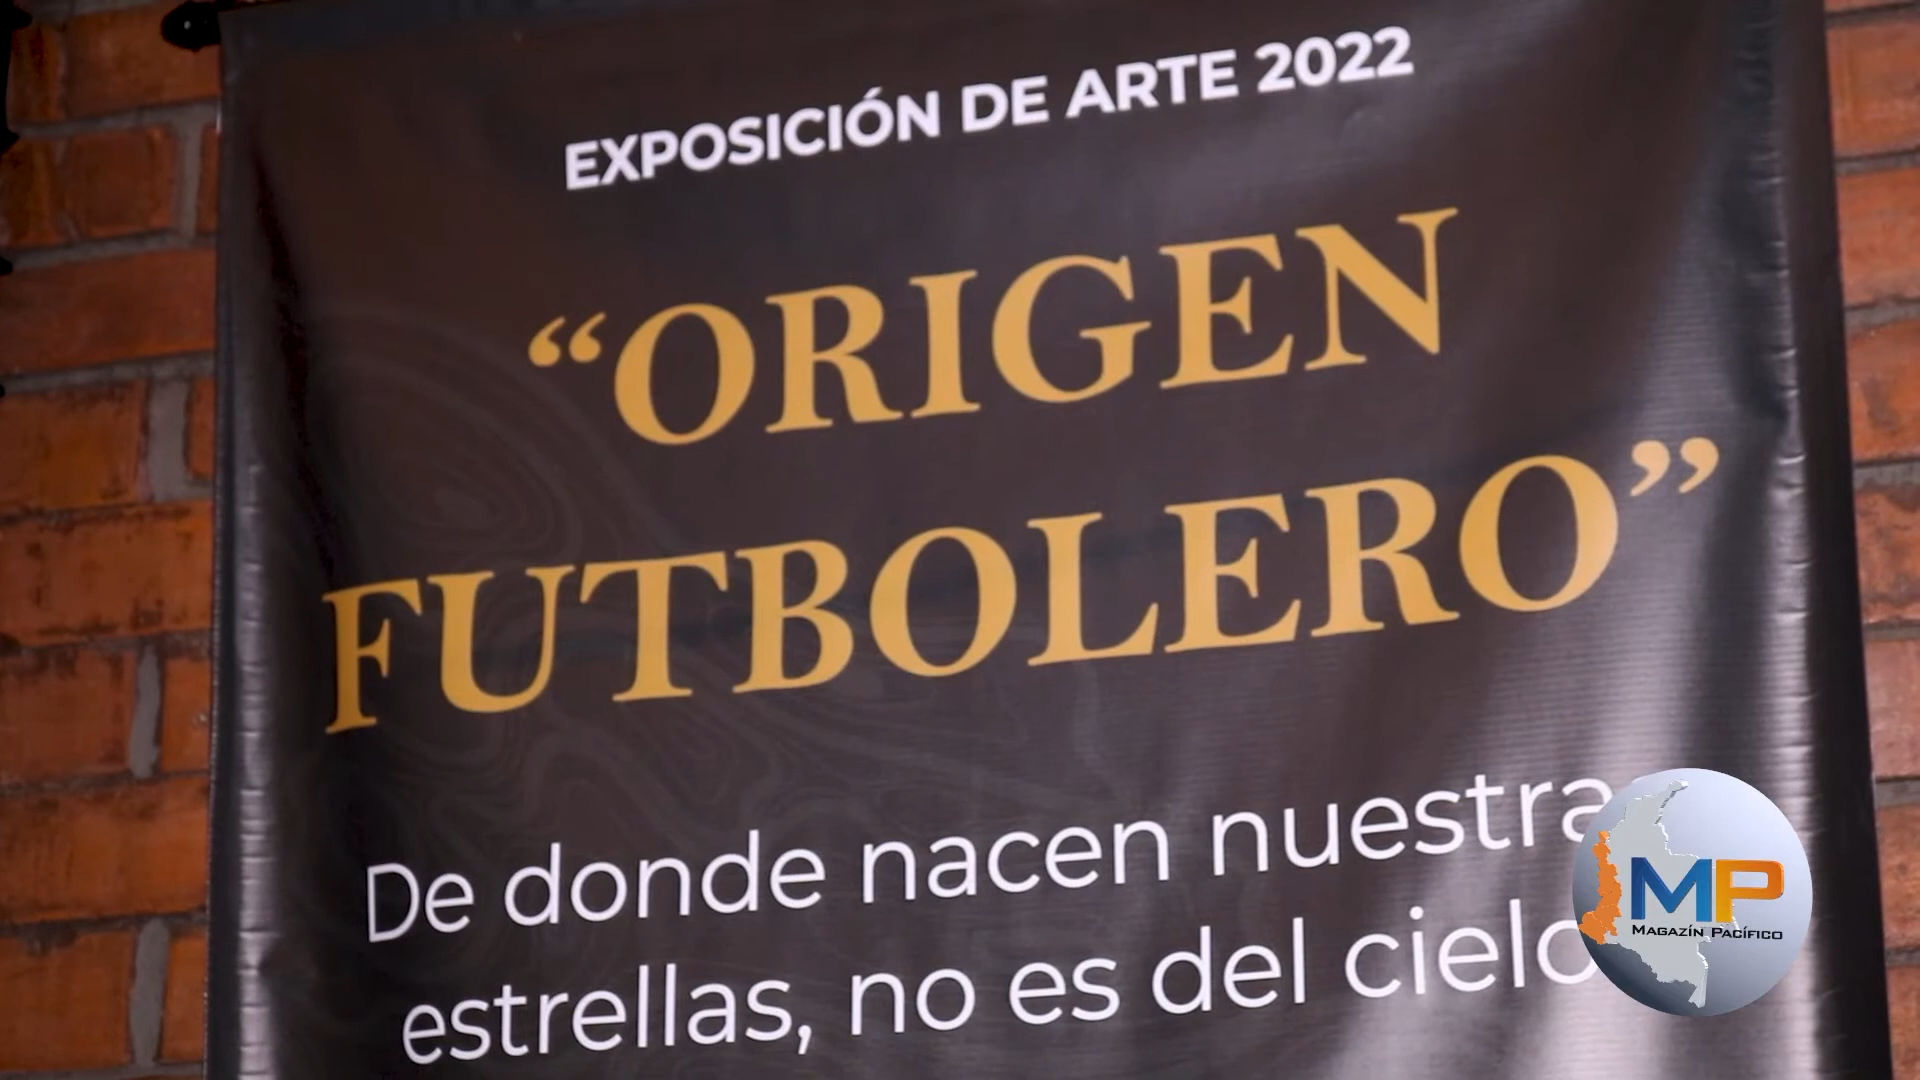 EXPOSICIÓN DE ARTE 2022
“ORIGEN
FUTBOLERO”
De donde nacen nuestra
estrellas, no es del cielo
MP
MAGAZÍN PACÍFICO